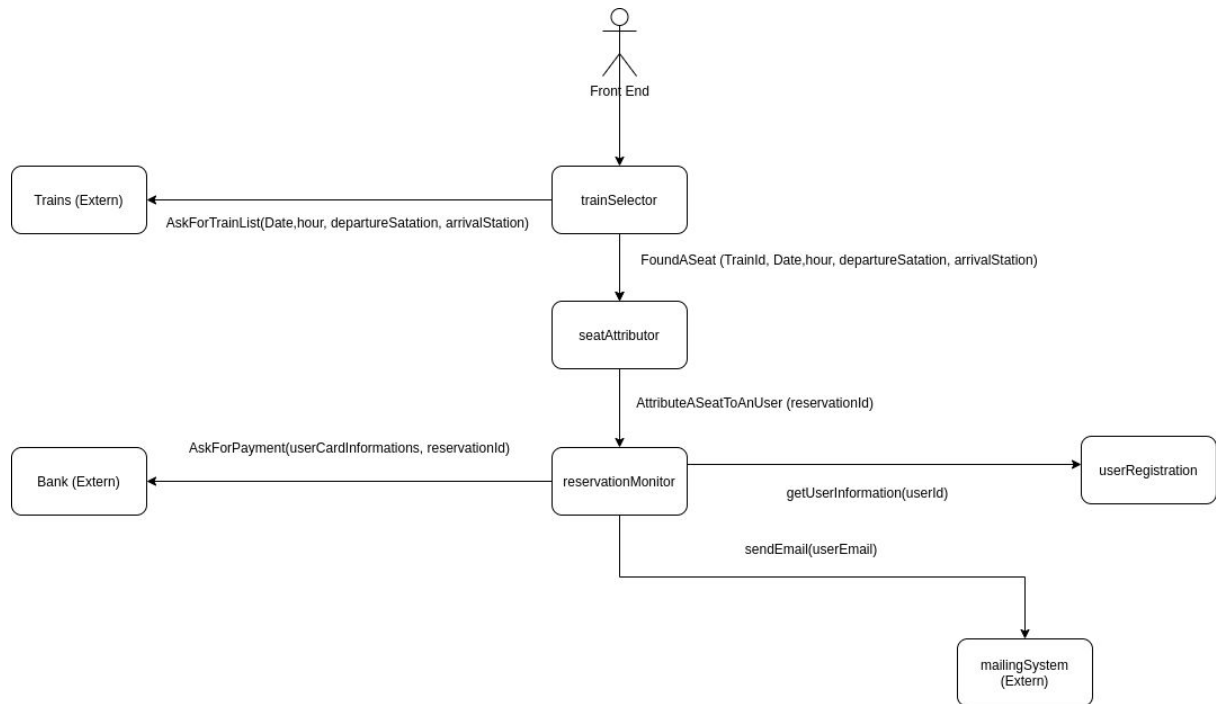 Front End
Trains (Extern)
trainSelector
AskForTrainList(Date,hour, departureSatation, arrivalStation)
FoundASeat (TrainId, Date,hour, departureSatation, arrivalStation)
seatAttributor
AttributeASeatToAnUser (reservationId)
AskForPayment(userCardInformations, reservationId)
Bank (Extern)
reservationMonitor
userRegistration
getUserInformation(userId)
sendEmail(userEmail)
mailingSystem
(Extern)